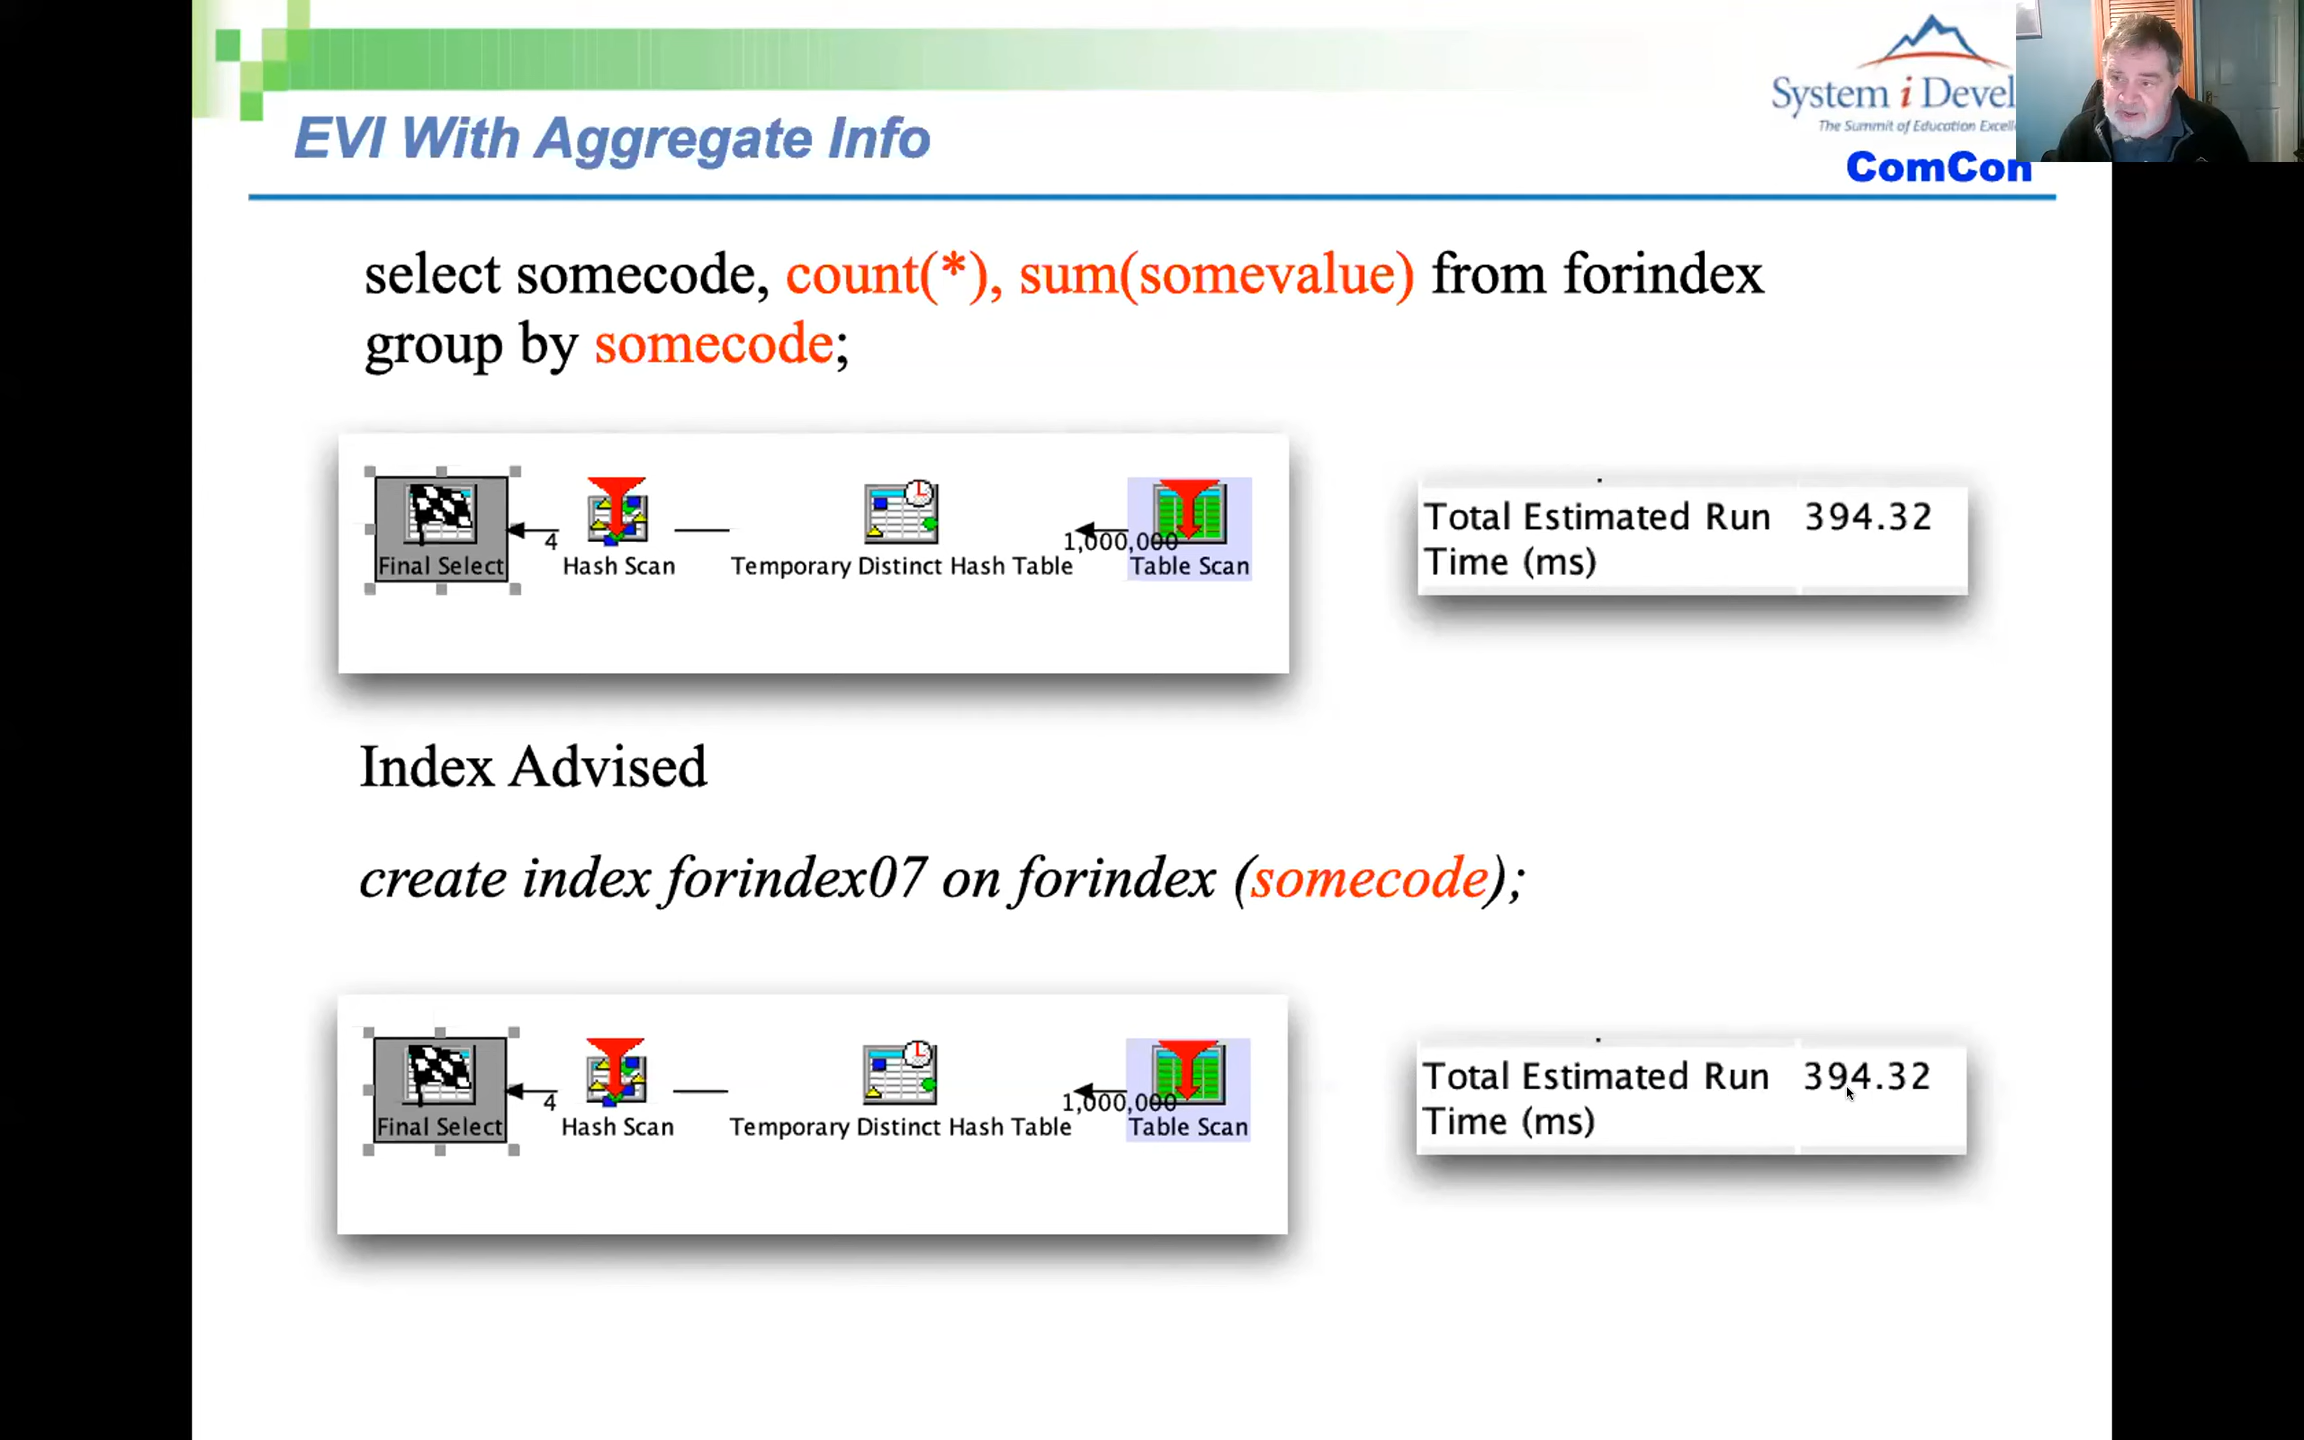 EVI With Aggregate Info
System i Devel
The Summit of Education Excell
ComCon
select somecode, count(*), sum(somevalue) from forindex
group by somecode;
4
1,000,000
Final Select
Hash Scan
Temporary Distinct Hash Table
Table Scan
Total Estimated Run 394.32
Time (ms)
Index Advised
create index forindex07 on forindex (somecode);
4
1,000,000
Final Select
Hash Scan
Temporary Distinct Hash Table
Table Scan
Total Estimated Run 394.32
Time (ms)